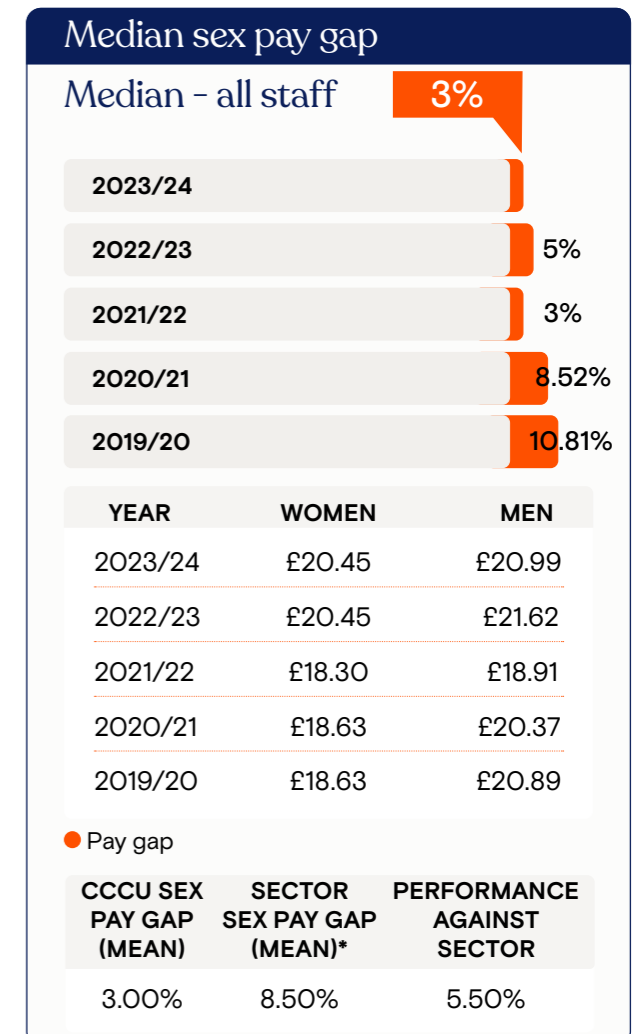 Median sex pay gap
Median - all staff 3%
2023/24
2022/23 5%
2021/22 3%
2020/21 8.52%
2019/20 10.81%
YEAR WOMEN MEN
2023/24 £20.45 £20.99
2022/23 £20.45 £21.62
2021/22 £18.30 £18.91
2020/21 £18.63 £20.37
2019/20 £18.63 £20.89
Pay gap
CCCU SEX SECTOR PERFORMANCE
PAY GAP SEX PAY GAP AGAINST
(MEAN) (MEAN)* SECTOR
3.00% 8.50% 5.50%